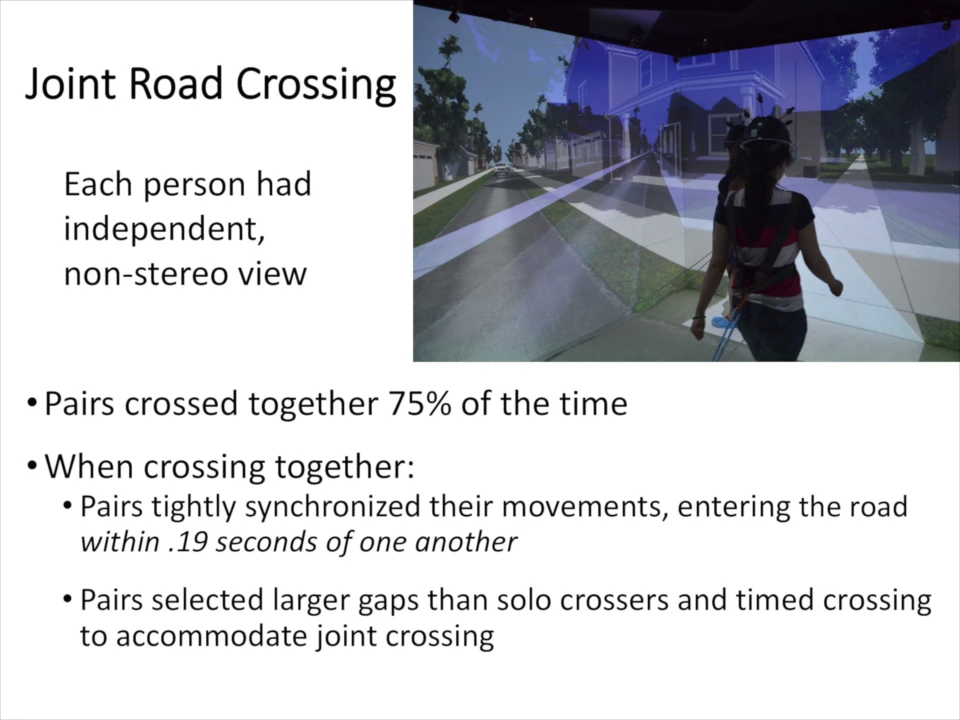 Joint Road Crossing
Each person had
independent,
non-stereo view
•Pairs crossed together 75% of the time
•When crossing together:
•Pairs tightly synchronized their movements, entering the road
within .19 seconds of one another
•Pairs selected larger gaps than solo crossers and timed crossing
to accommodate joint crossing